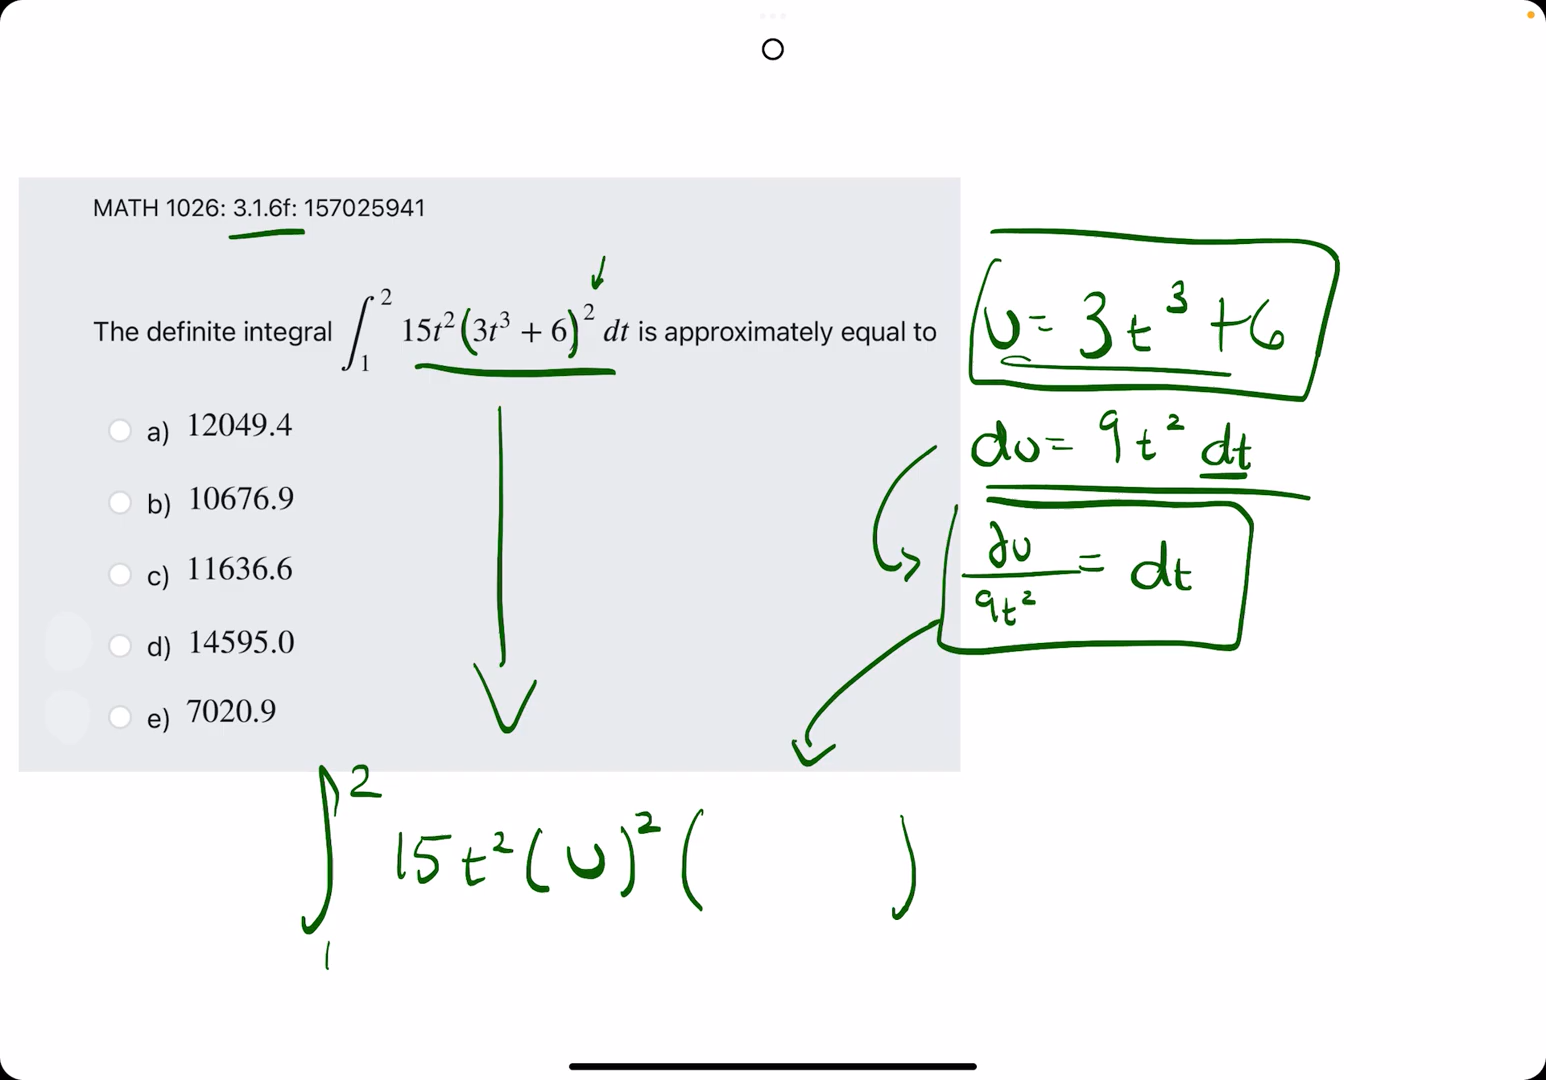 MATH 1026: 3.1.6f: 157025941
The definite integral ∫₁² 15t²(3t³ + 6)² dt is approximately equal to
a) 12049.4
b) 10676.9
c) 11636.6
d) 14595.0
e) 7020.9
u = 3t³ + 6
du = 9t² dt
du/9t² = dt
∫₁² 15t²(u)² ( )